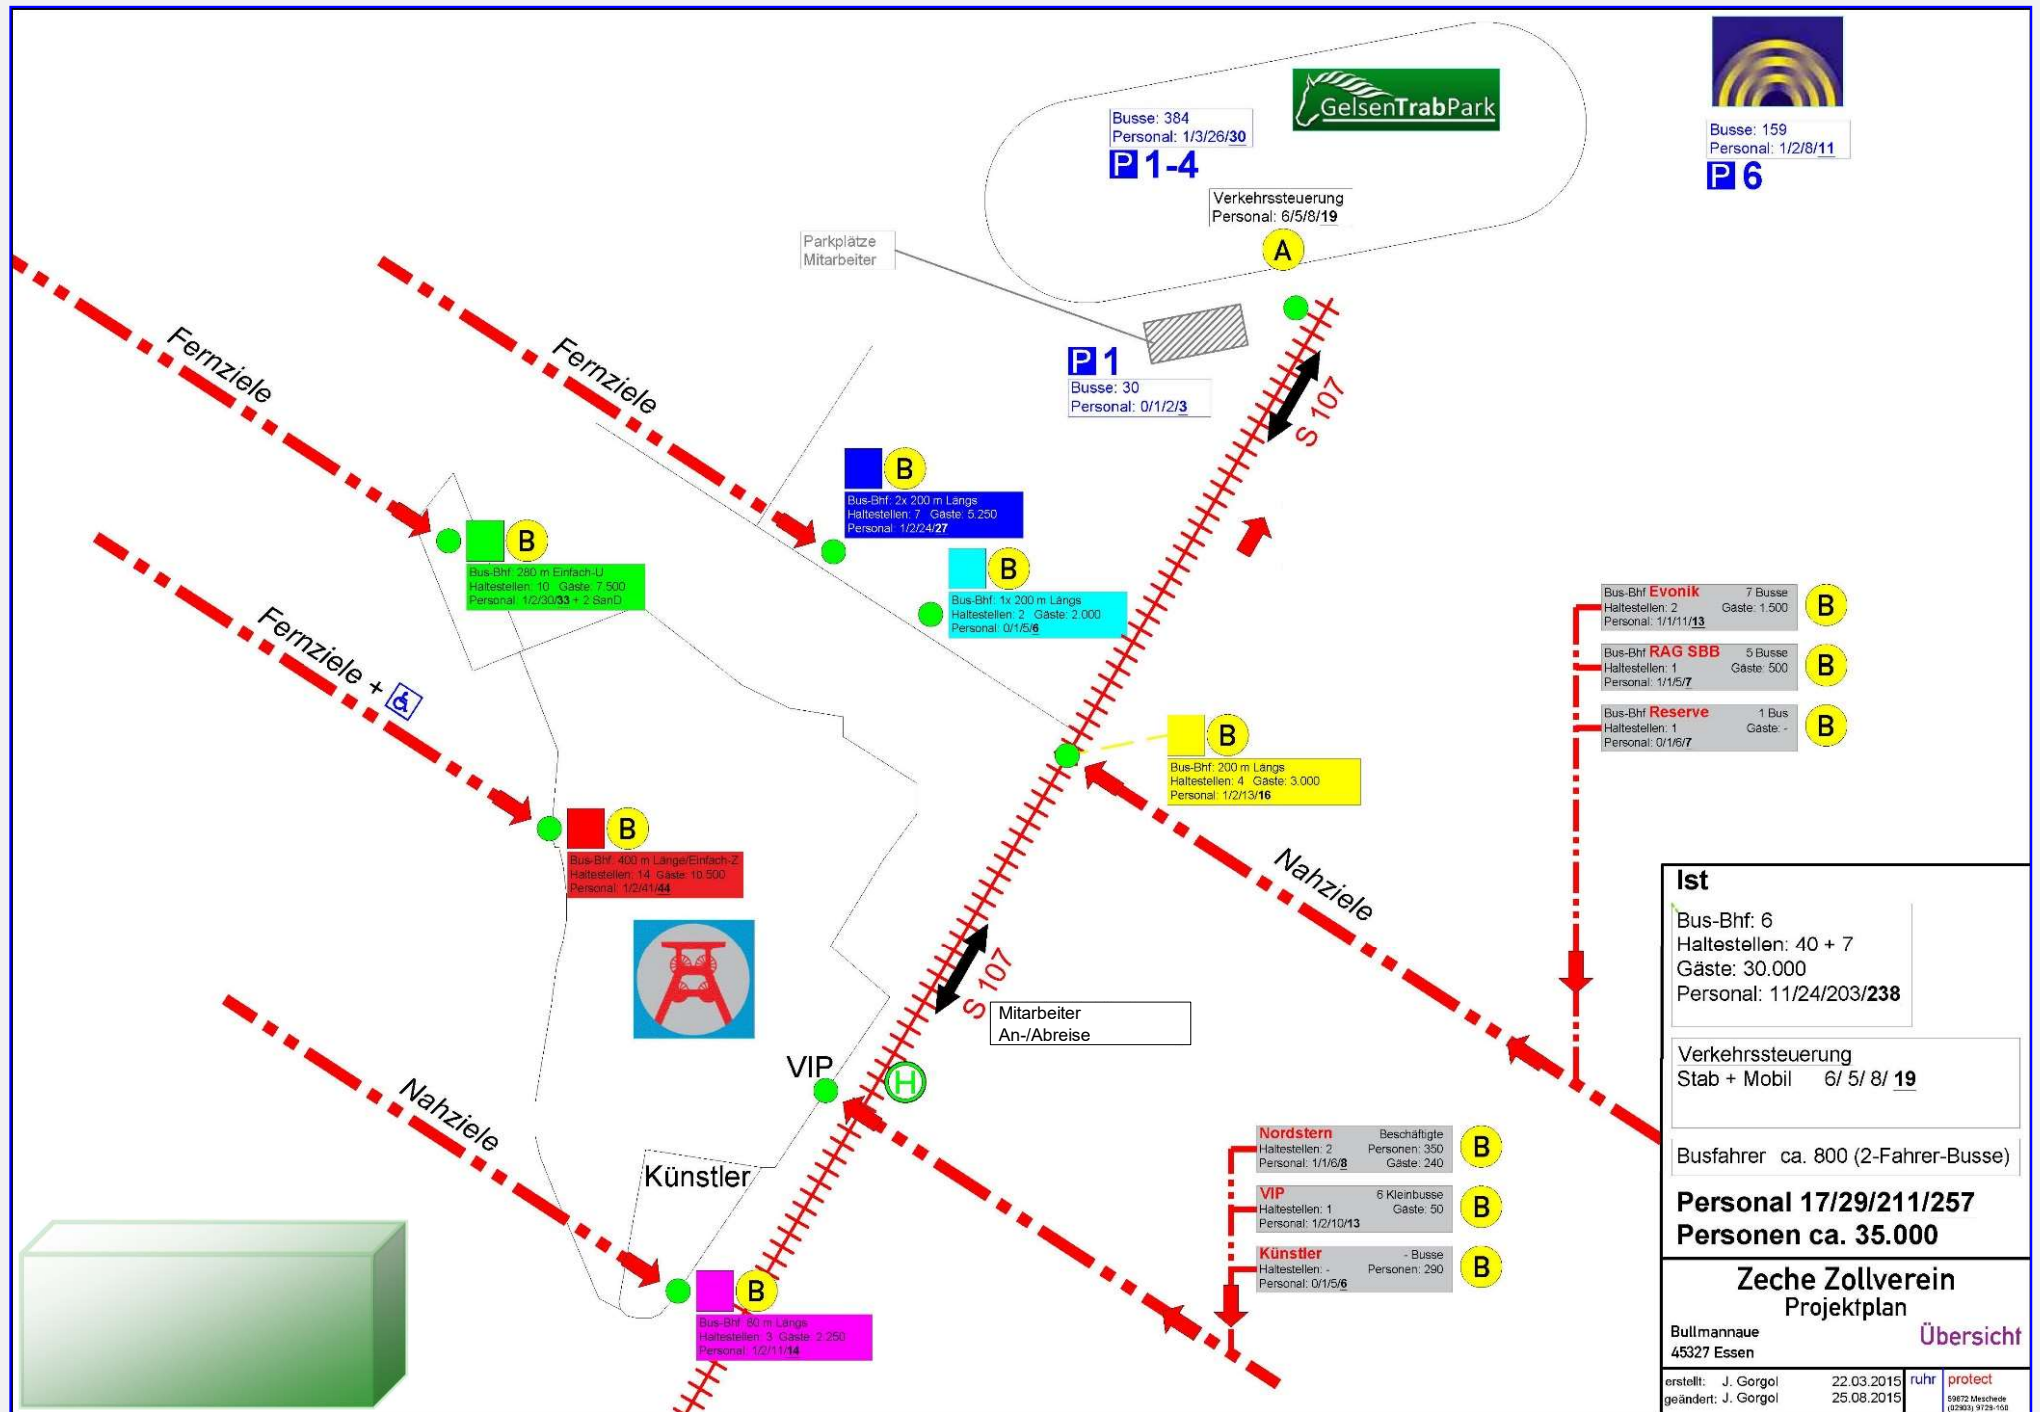 GelsenTrabPark
Busse: 384
Personal: 1/3/26/30
P 1-4
Verkehrssteuerung
Personal: 6/5/8/19
A
Busse: 159
Personal: 1/2/8/11
P 6
Parkplätze
Mitarbeiter
P 1
Busse: 30
Personal: 0/1/2/3
S 107
Fernziele
Fernziele
B
Bus-Bhf: 2x 200 m Längs
Haltestellen: 7 Gäste: 5.250
Personal: 1/2/24/27
B
Bus-Bhf: 280 m Einfach-U
Haltestellen: 10 Gäste: 7.500
Personal: 1/2/30/33 + 2 SanD
B
Bus-Bhf: 1x 200 m Längs
Haltestellen: 2 Gäste: 2.000
Personal: 0/1/5/6
Fernziele +
B
Bus-Bhf: 200 m Längs
Haltestellen: 4 Gäste: 3.000
Personal: 1/2/13/16
B
Bus-Bhf: 400 m Länge/Einfach-Z
Haltestellen: 14 Gäste: 10.500
Personal: 1/2/41/44
Nahziele
Bus-Bhf Evonik 7 Busse
Haltestellen: 2 Gäste: 1.500
Personal: 1/1/11/13
B
Bus-Bhf RAG SBB 5 Busse
Haltestellen: 1 Gäste: 500
Personal: 1/1/5/7
B
Bus-Bhf Reserve 1 Bus
Haltestellen: 1 Gäste: -
Personal: 0/1/6/7
B
S 107
Mitarbeiter
An-/Abreise
VIP
H
Nahziele
Künstler
B
Bus-Bhf: 60 m Längs
Haltestellen: 3 Gäste: 2.250
Personal: 1/2/11/14
Nordstern Beschäftigte
Haltestellen: 2 Personen: 350
Personal: 1/1/6/8 Gäste: 240
B
VIP 6 Kleinbusse
Haltestellen: 1 Gäste: 50
Personal: 1/2/10/13
B
Künstler - Busse
Haltestellen: - Personen: 290
Personal: 0/1/5/6
B
Ist
Bus-Bhf: 6
Haltestellen: 40 + 7
Gäste: 30.000
Personal: 11/24/203/238
Verkehrssteuerung
Stab + Mobil 6/ 5/ 8/ 19
Busfahrer ca. 800 (2-Fahrer-Busse)
Personal 17/29/211/257
Personen ca. 35.000
Zeche Zollverein
Projektplan
Bullmannaue
45327 Essen
Übersicht
erstellt: J. Gorgol 22.03.2015
geändert: J. Gorgol 25.08.2015
ruhr protect
59872 Meschede
(02903) 9729-160